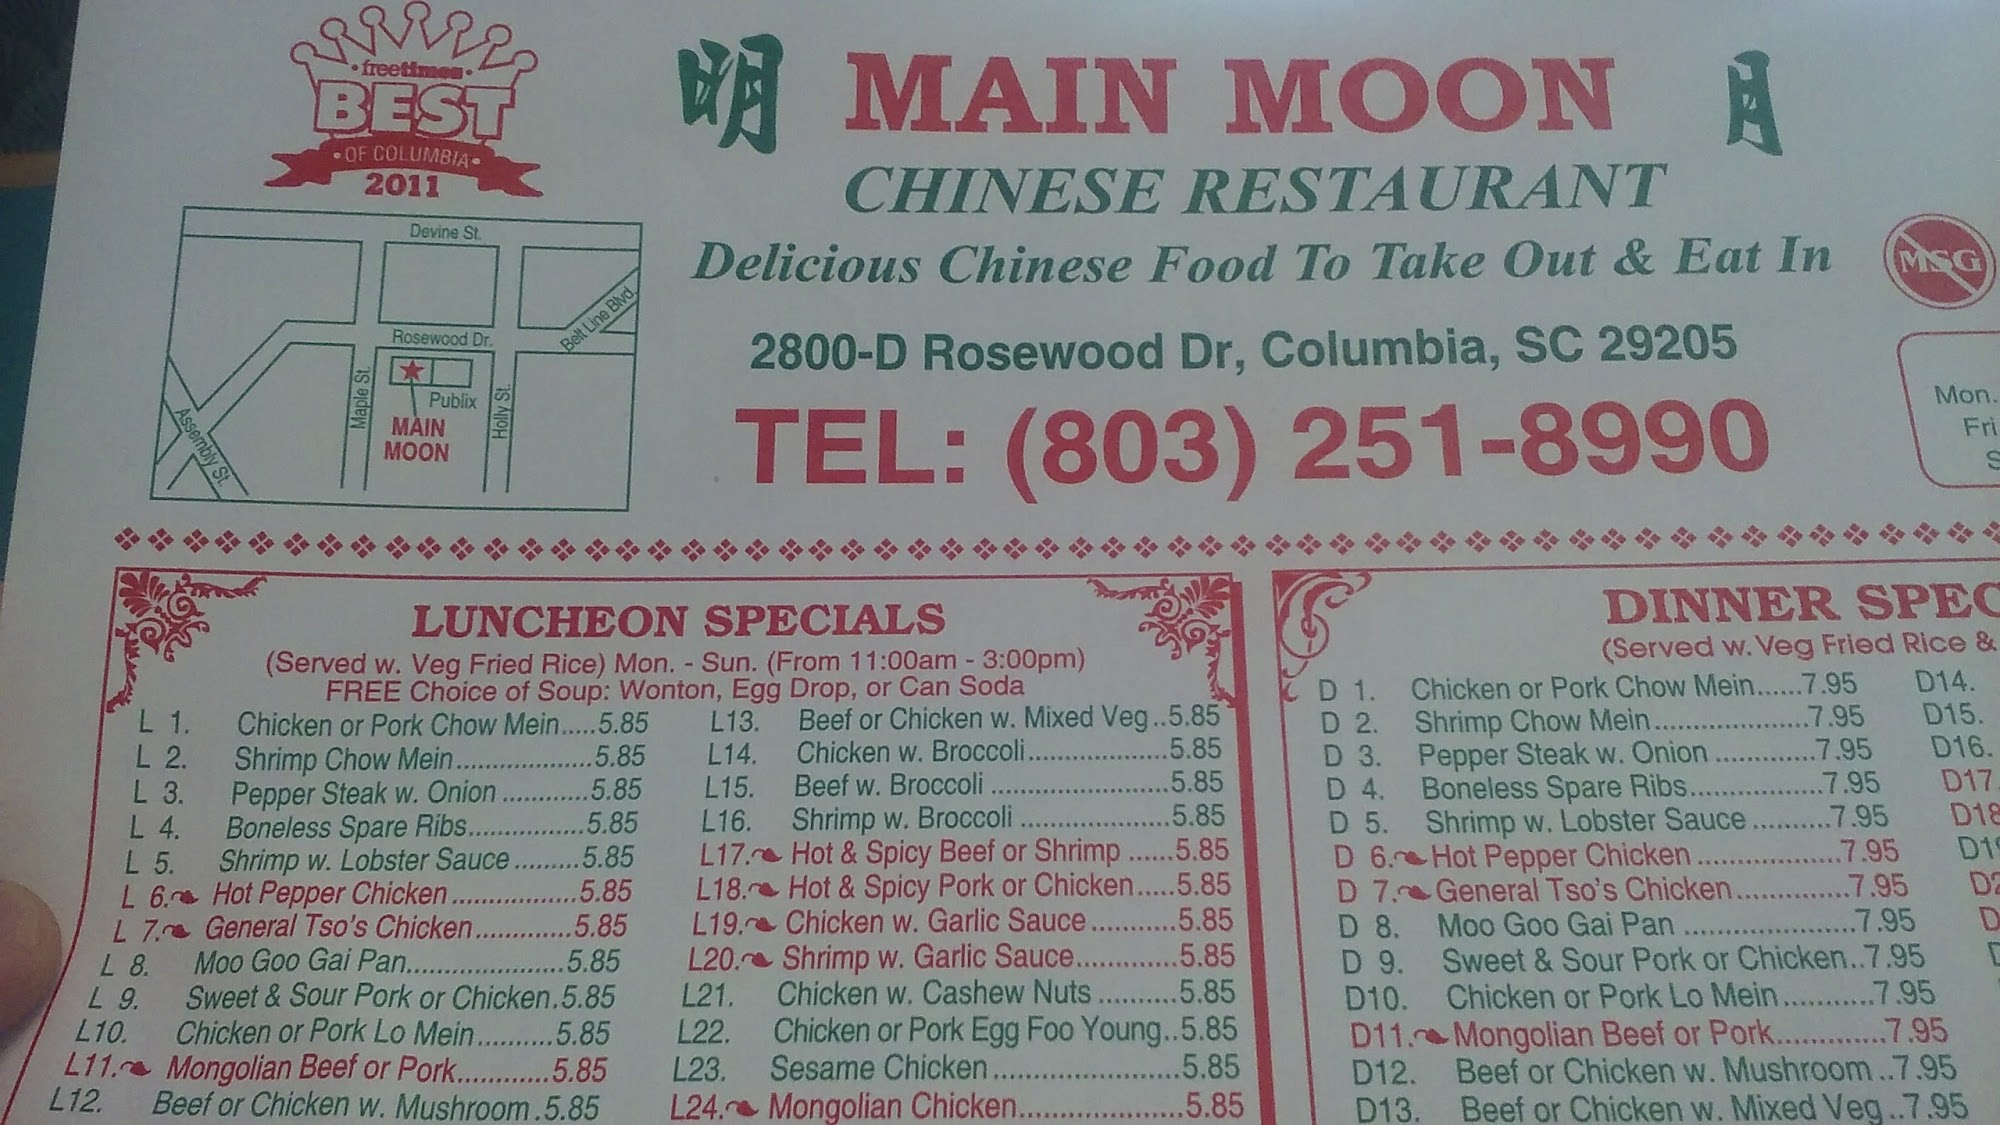 freetimes
BEST
OF COLUMBIA
2011
明 MAIN MOON 月
CHINESE RESTAURANT
Delicious Chinese Food To Take Out & Eat In
MSG
2800-D Rosewood Dr, Columbia, SC 29205
TEL: (803) 251-8990
Mon.
Fri
S
Devine St.
Rosewood Dr.
Belt Line Blvd.
Maple St.
Publix
Holly St.
Assembly St.
MAIN
MOON
LUNCHEON SPECIALS
(Served w. Veg Fried Rice) Mon. - Sun. (From 11:00am - 3:00pm)
FREE Choice of Soup: Wonton, Egg Drop, or Can Soda
L 1. Chicken or Pork Chow Mein.....5.85
L 2. Shrimp Chow Mein....................5.85
L 3. Pepper Steak w. Onion ............5.85
L 4. Boneless Spare Ribs.................5.85
L 5. Shrimp w. Lobster Sauce .........5.85
L 6. Hot Pepper Chicken ..................5.85
L 7. General Tso's Chicken..............5.85
L 8. Moo Goo Gai Pan......................5.85
L 9. Sweet & Sour Pork or Chicken.5.85
L10. Chicken or Pork Lo Mein...........5.85
L11. Mongolian Beef or Pork............5.85
L12. Beef or Chicken w. Mushroom .5.85
L13. Beef or Chicken w. Mixed Veg ..5.85
L14. Chicken w. Broccoli....................5.85
L15. Beef w. Broccoli .........................5.85
L16. Shrimp w. Broccoli .....................5.85
L17. Hot & Spicy Beef or Shrimp ......5.85
L18. Hot & Spicy Pork or Chicken.....5.85
L19. Chicken w. Garlic Sauce ...........5.85
L20. Shrimp w. Garlic Sauce.............5.85
L21. Chicken w. Cashew Nuts ..........5.85
L22. Chicken or Pork Egg Foo Young..5.85
L23. Sesame Chicken .......................5.85
L24. Mongolian Chicken....................5.85
DINNER SPEC
(Served w. Veg Fried Rice &
D 1. Chicken or Pork Chow Mein......7.95
D 2. Shrimp Chow Mein.....................7.95
D 3. Pepper Steak w. Onion .............7.95
D 4. Boneless Spare Ribs..................7.95
D 5. Shrimp w. Lobster Sauce ..........7.95
D 6. Hot Pepper Chicken ...................7.95
D 7. General Tso's Chicken...............7.95
D 8. Moo Goo Gai Pan ......................7.95
D 9. Sweet & Sour Pork or Chicken..7.95
D10. Chicken or Pork Lo Mein............7.95
D11. Mongolian Beef or Pork..............7.95
D12. Beef or Chicken w. Mushroom ..7.95
D13. Beef or Chicken w. Mixed Veg ..7.95
D14.
D15.
D16.
D17.
D18